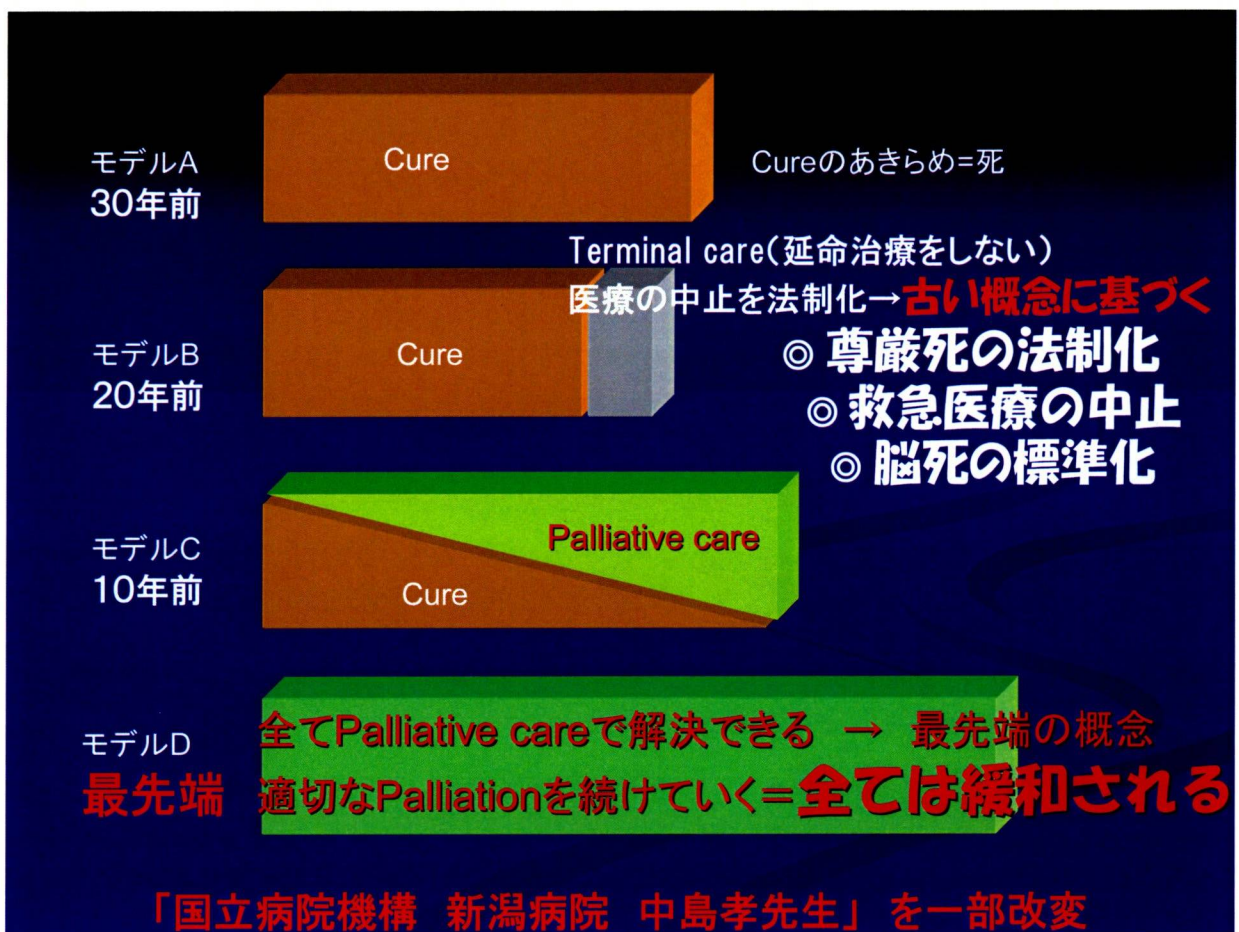 モデルA
30年前
Cure
Cureのあきらめ=死
Terminal care(延命治療をしない)
医療の中止を法制化→古い概念に基づく
◎ 尊厳死の法制化
◎ 救急医療の中止
◎ 脳死の標準化
モデルB
20年前
Cure
モデルC
10年前
Palliative care
Cure
モデルD
最先端
全てPalliative careで解決できる → 最先端の概念
適切なPalliationを続けていく=全ては緩和される
「国立病院機構 新潟病院 中島孝先生」を一部改変